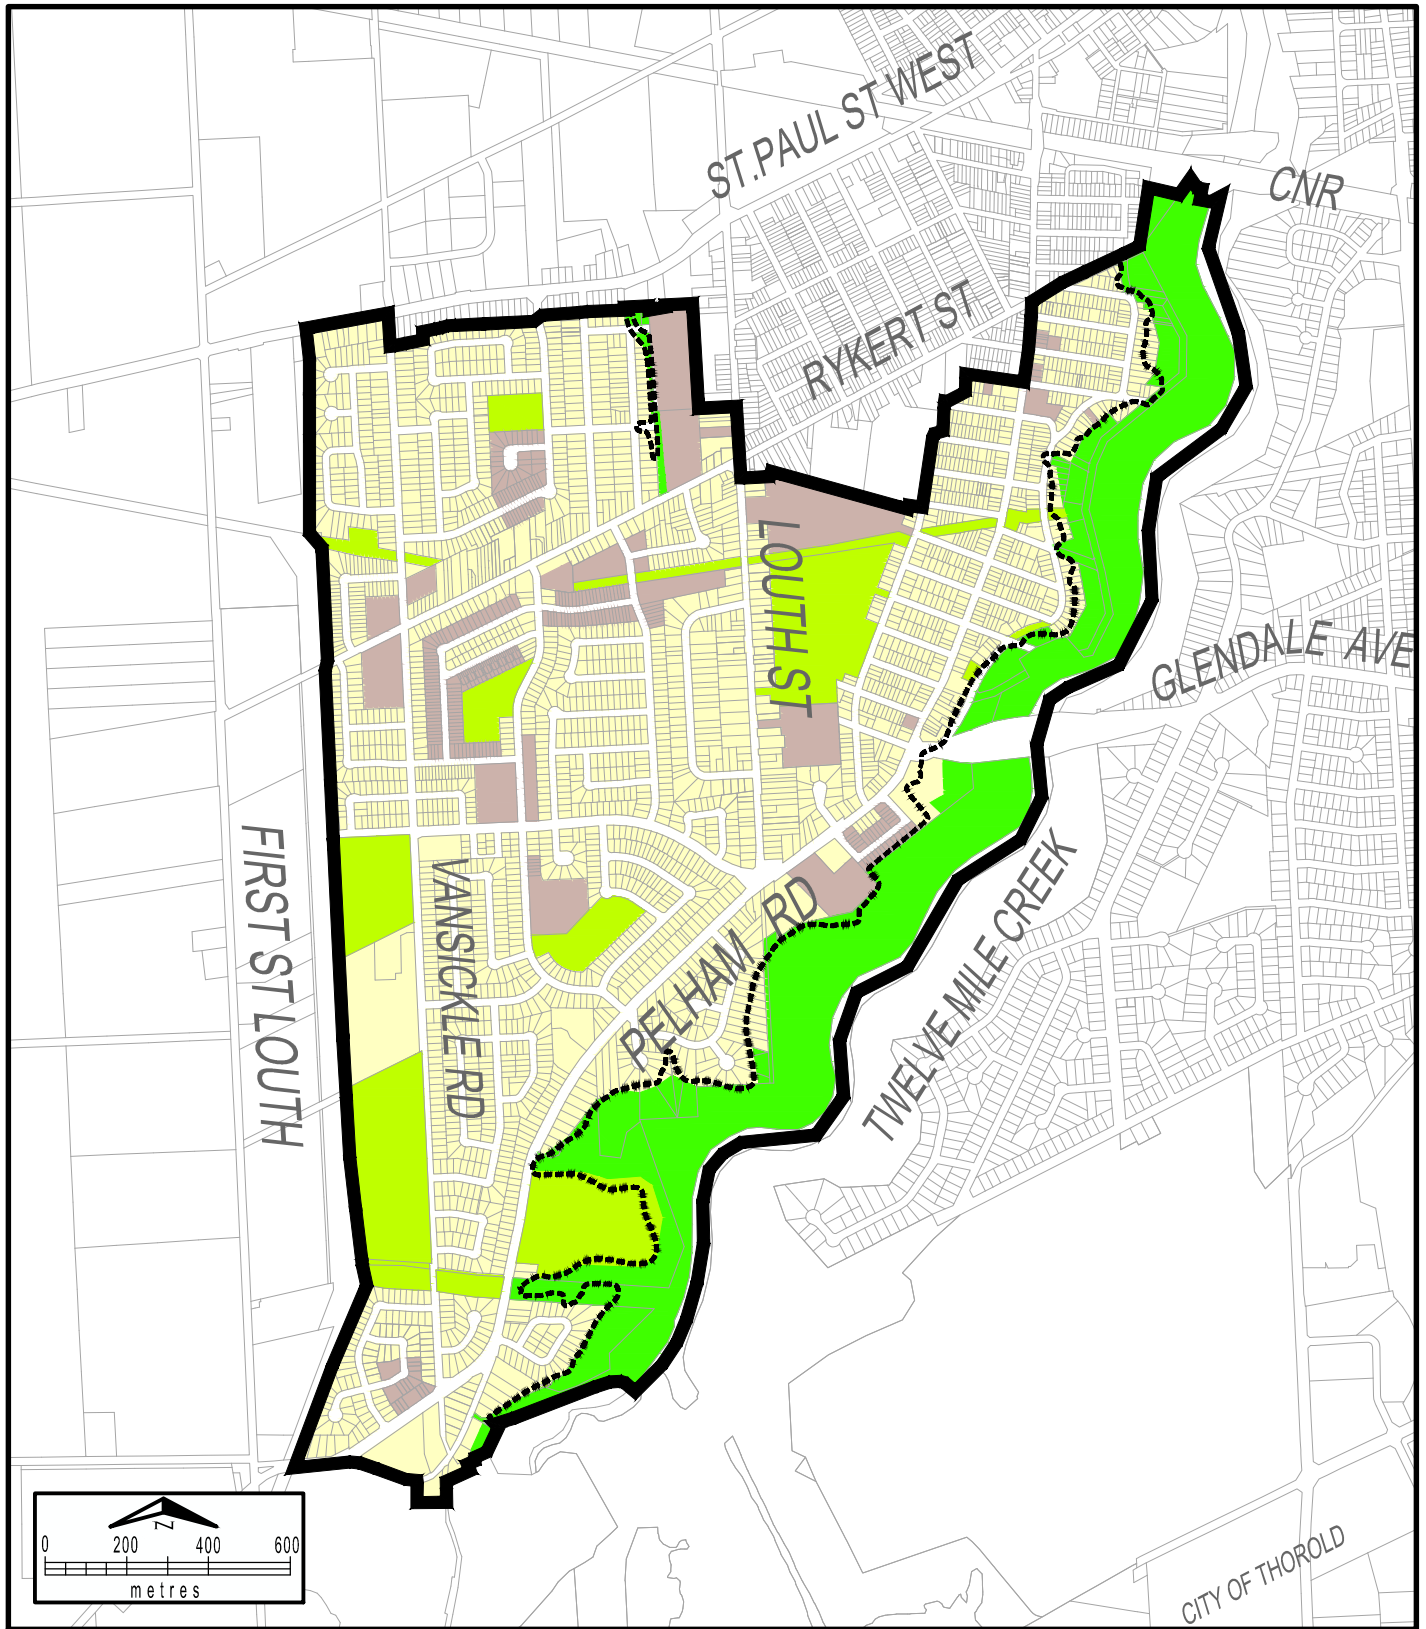 ST.PAUL ST WEST
CNR
RYKERT ST
LOUTH ST
GLENDALE AVE
FIRST ST LOUTH
VANSICKLE RD
PELHAM RD
TWELVE MILE CREEK
N
0 200 400 600
metres
CITY OF THOROLD